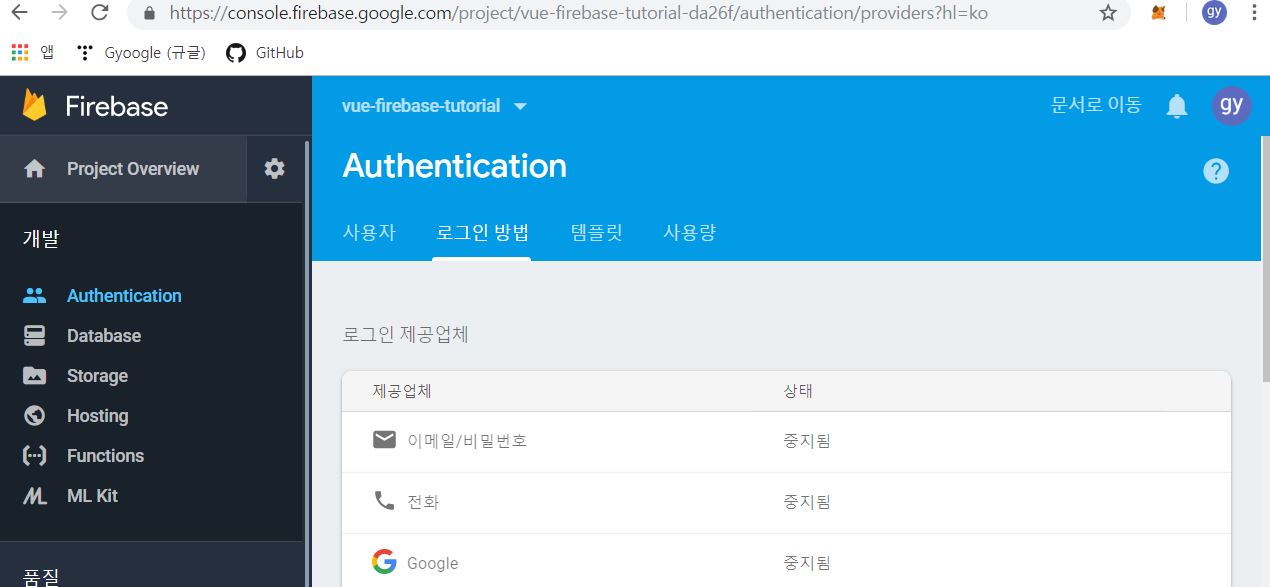 https://console.firebase.google.com/project/vue-firebase-tutorial-da26f/authentication/providers?hl=ko
gy
앱
Gyoogle (규글)
GitHub
Firebase
vue-firebase-tutorial
문서로 이동
gy
Project Overview
Authentication
?
사용자
로그인 방법
템플릿
사용량
개발
Authentication
Database
Storage
Hosting
Functions
ML Kit
품질
로그인 제공업체
제공업체 상태
이메일/비밀번호 중지됨
전화 중지됨
Google 중지됨